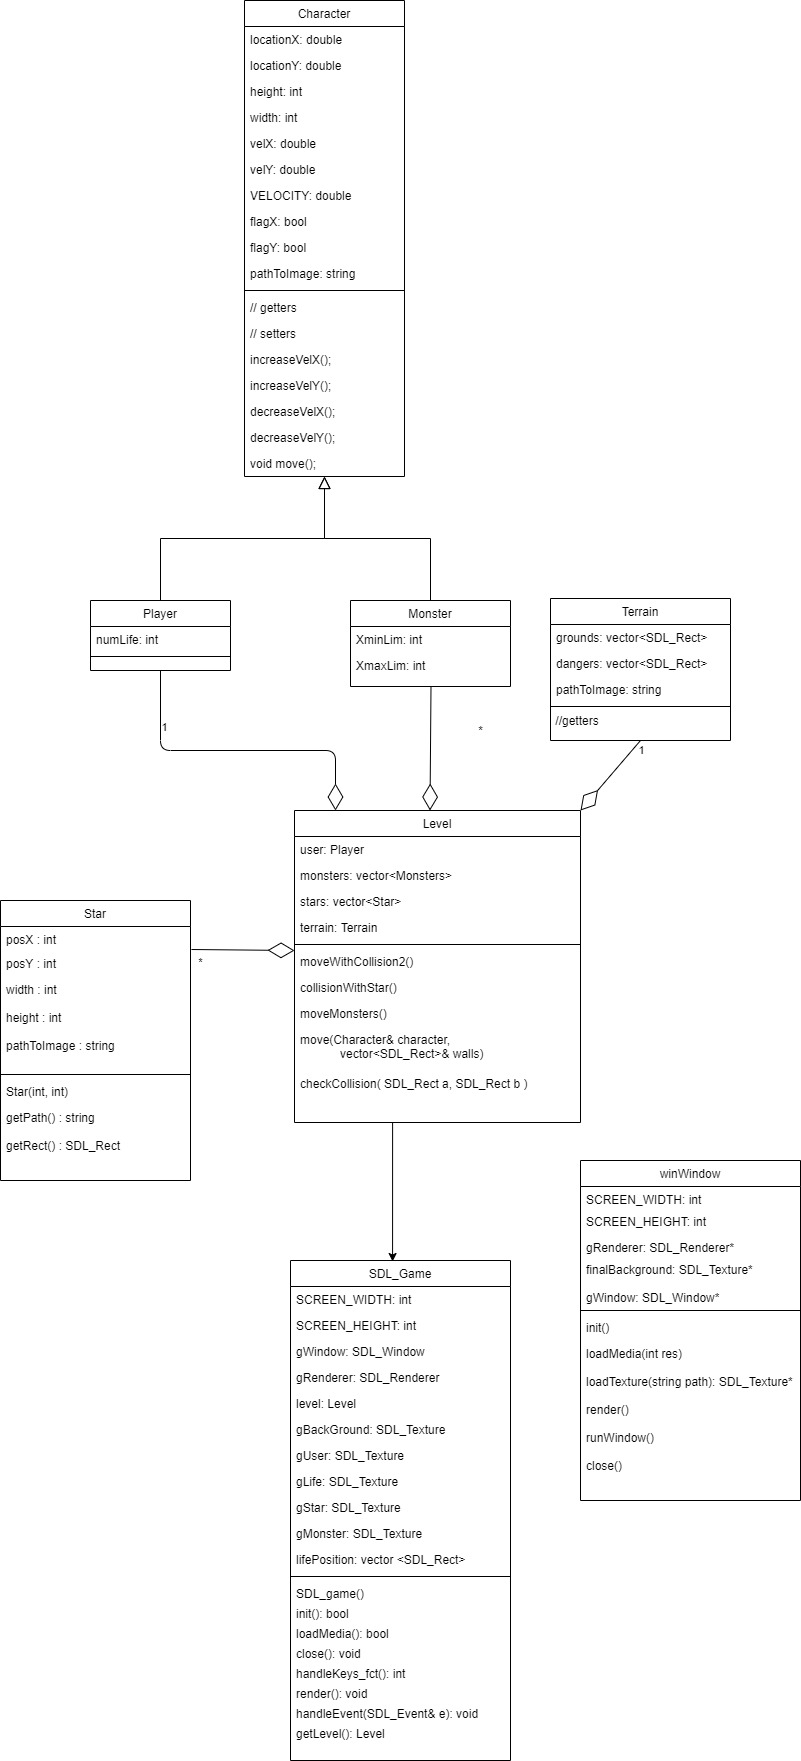 Character
locationX: double
locationY: double
height: int
width: int
velX: double
velY: double
VELOCITY: double
flagX: bool
flagY: bool
pathToImage: string
// getters
// setters
increaseVelX();
increaseVelY();
decreaseVelX();
decreaseVelY();
void move();
Player
numLife: int
1
Monster
XminLim: int
XmaxLim: int
*
Terrain
grounds: vector<SDL_Rect>
dangers: vector<SDL_Rect>
pathToImage: string
//getters
1
Level
user: Player
monsters: vector<Monsters>
stars: vector<Star>
terrain: Terrain
moveWithCollision2()
collisionWithStar()
moveMonsters()
move(Character& character,
vector<SDL_Rect>& walls)
checkCollision( SDL_Rect a, SDL_Rect b )
Star
posX : int
posY : int
width : int
height : int
pathToImage : string
Star(int, int)
getPath() : string
getRect() : SDL_Rect
*
winWindow
SCREEN_WIDTH: int
SCREEN_HEIGHT: int
gRenderer: SDL_Renderer*
finalBackground: SDL_Texture*
gWindow: SDL_Window*
init()
loadMedia(int res)
loadTexture(string path): SDL_Texture*
render()
runWindow()
close()
SDL_Game
SCREEN_WIDTH: int
SCREEN_HEIGHT: int
gWindow: SDL_Window
gRenderer: SDL_Renderer
level: Level
gBackGround: SDL_Texture
gUser: SDL_Texture
gLife: SDL_Texture
gStar: SDL_Texture
gMonster: SDL_Texture
lifePosition: vector <SDL_Rect>
SDL_game()
init(): bool
loadMedia(): bool
close(): void
handleKeys_fct(): int
render(): void
handleEvent(SDL_Event& e): void
getLevel(): Level